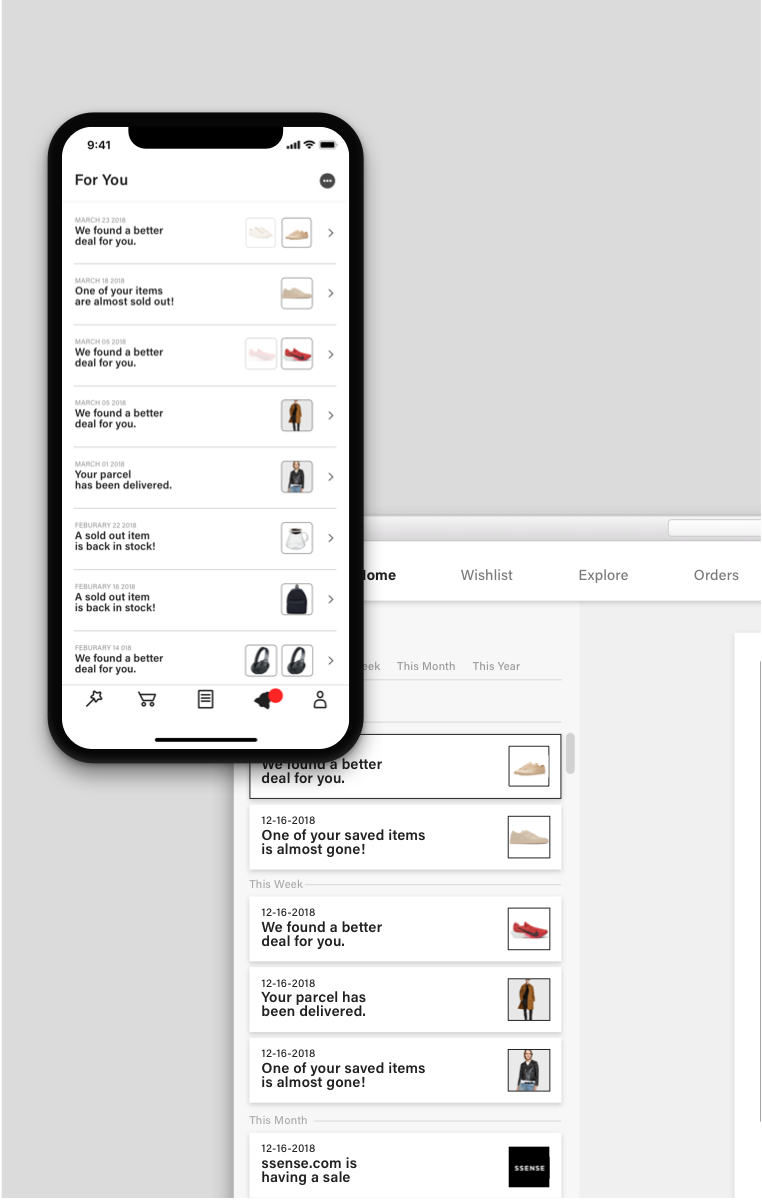 9:41
For You
MARCH 23 2018
We found a better
deal for you.
MARCH 18 2018
One of your items
are almost sold out!
MARCH 05 2018
We found a better
deal for you.
MARCH 05 2018
We found a better
deal for you.
MARCH 01 2018
Your parcel
has been delivered.
FEBURARY 22 2018
A sold out item
is back in stock!
FEBURARY 16 2018
A sold out item
is back in stock!
FEBURARY 14 018
We found a better
deal for you.
Home Wishlist Explore Orders
This Month This Year
We found a better
deal for you.
12-16-2018
One of your saved items
is almost gone!
This Week
12-16-2018
We found a better
deal for you.
12-16-2018
Your parcel has
been delivered.
12-16-2018
One of your saved items
is almost gone!
This Month
12-16-2018
ssense.com is
having a sale
SSENSE